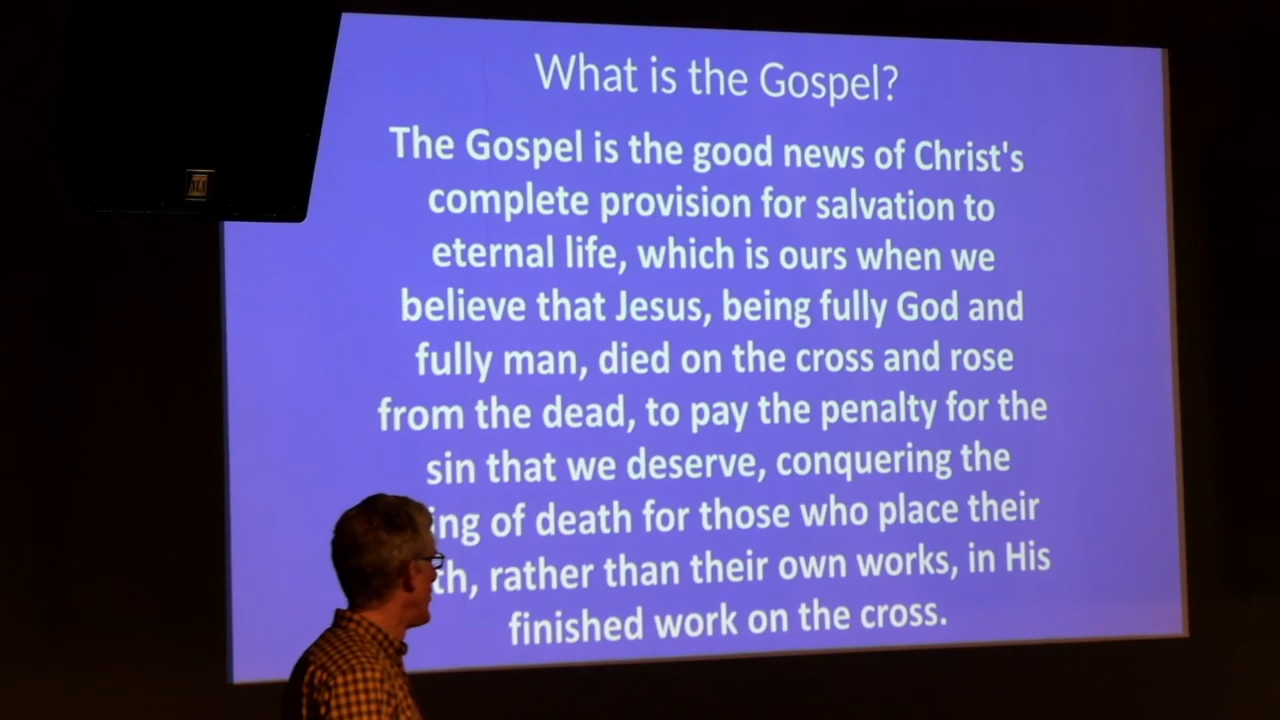 What is the Gospel?
The Gospel is the good news of Christ's
complete provision for salvation to
eternal life, which is ours when we
believe that Jesus, being fully God and
fully man, died on the cross and rose
from the dead, to pay the penalty for the
sin that we deserve, conquering the
of death for those who place their
rather than their own works, in His
finished work on the cross.